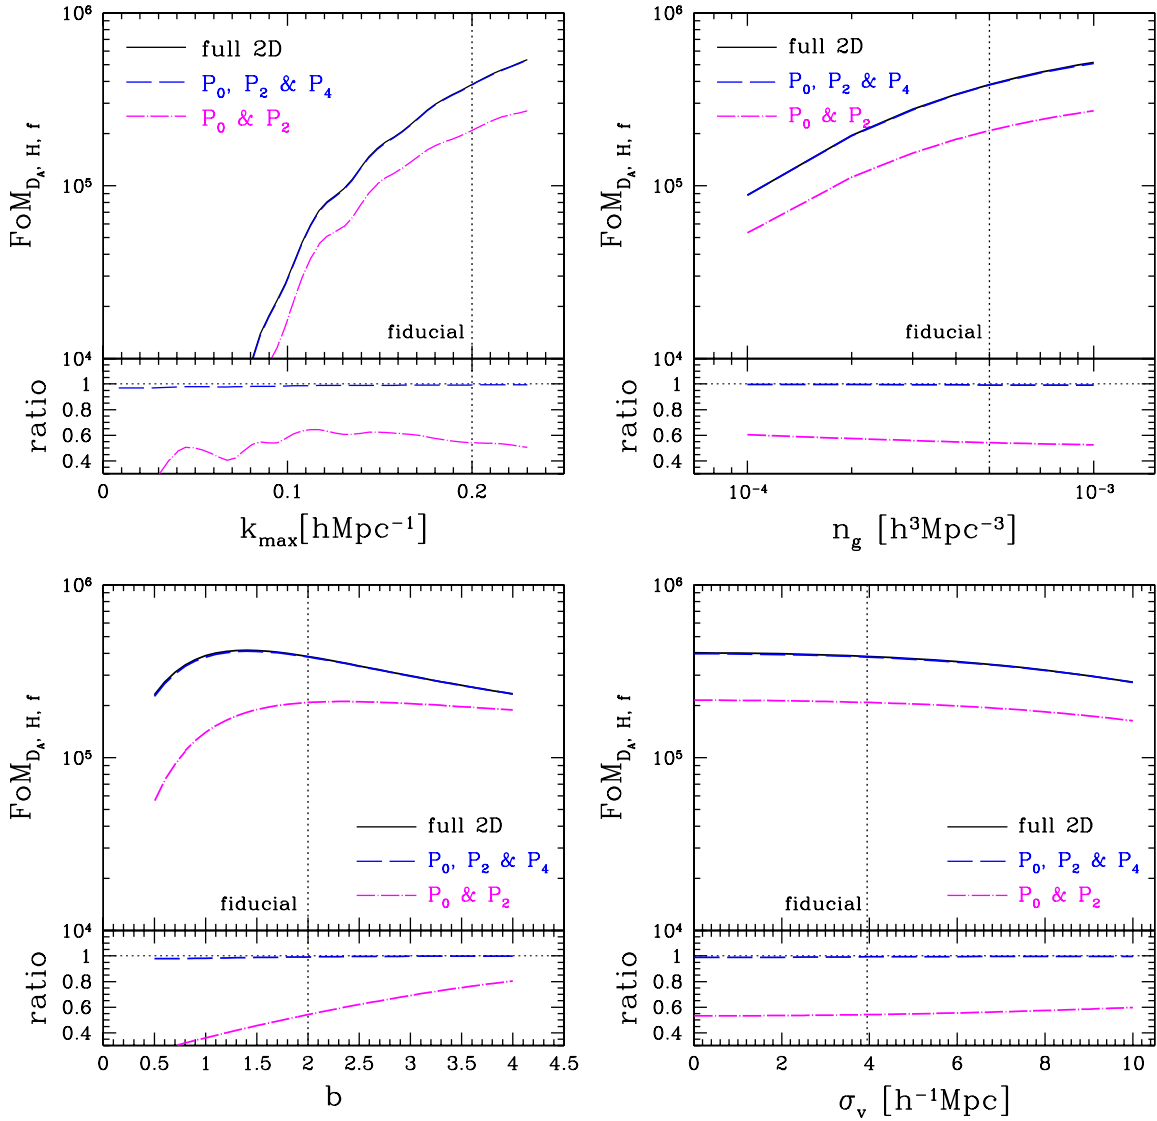 10⁶
full 2D
P₀, P₂ & P₄
P₀ & P₂
10⁵
FoM_{D_A, H, f}
fiducial
10⁴
1
0.8
0.6
0.4
ratio
0 0.1 0.2
k_max[hMpc⁻¹]
10⁶
full 2D
P₀, P₂ & P₄
P₀ & P₂
10⁵
FoM_{D_A, H, f}
fiducial
10⁴
1
0.8
0.6
0.4
ratio
10⁻⁴ 10⁻³
n_g [h³Mpc⁻³]
10⁶
10⁵
FoM_{D_A, H, f}
full 2D
P₀, P₂ & P₄
P₀ & P₂
fiducial
10⁴
1
0.8
0.6
0.4
ratio
0 0.5 1 1.5 2 2.5 3 3.5 4 4.5
b
10⁶
10⁵
FoM_{D_A, H, f}
full 2D
P₀, P₂ & P₄
P₀ & P₂
fiducial
10⁴
1
0.8
0.6
0.4
ratio
0 2 4 6 8 10
σ_v [h⁻¹Mpc]